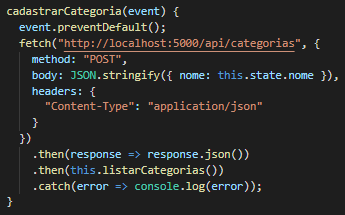 cadastrarCategoria(event) {
event.preventDefault();
fetch("http://localhost:5000/api/categorias", {
method: "POST",
body: JSON.stringify({ nome: this.state.nome }),
headers: {
"Content-Type": "application/json"
}
})
.then(response => response.json())
.then(this.listarCategorias())
.catch(error => console.log(error));
}